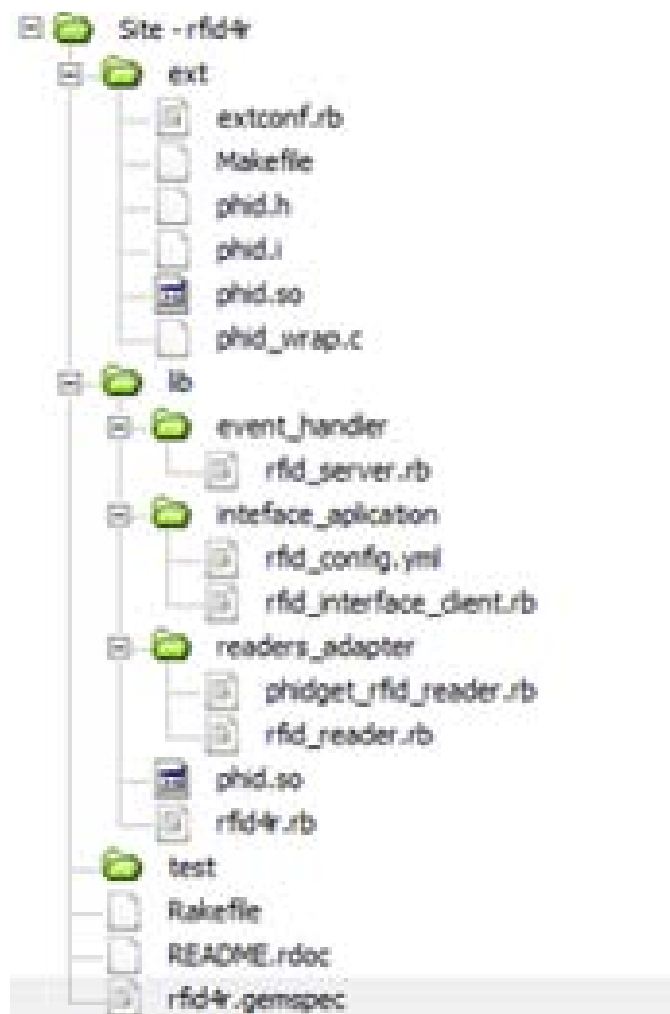 Site - rfid4r
ext
extconf.rb
Makefile
phid.h
phid.i
phid.so
phid_wrap.c
lib
event_handler
rfid_server.rb
inteface_aplication
rfid_config.yml
rfid_interface_client.rb
readers_adapter
phidget_rfid_reader.rb
rfid_reader.rb
phid.so
rfid4r.rb
test
Rakefile
README.rdoc
rfid4r.gemspec